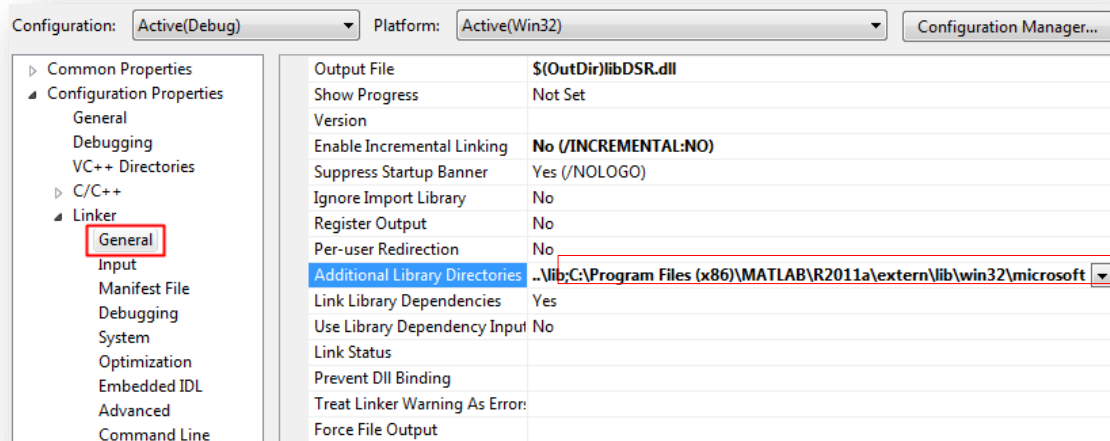 Configuration: Active(Debug) Platform: Active(Win32) Configuration Manager...
Common Properties
Configuration Properties
General
Debugging
VC++ Directories
C/C++
Linker
General
Input
Manifest File
Debugging
System
Optimization
Embedded IDL
Advanced
Command Line
Output File $(OutDir)libDSR.dll
Show Progress Not Set
Version
Enable Incremental Linking No (/INCREMENTAL:NO)
Suppress Startup Banner Yes (/NOLOGO)
Ignore Import Library No
Register Output No
Per-user Redirection No
Additional Library Directories ..\lib;C:\Program Files (x86)\MATLAB\R2011a\extern\lib\win32\microsoft
Link Library Dependencies Yes
Use Library Dependency Input No
Link Status
Prevent Dll Binding
Treat Linker Warning As Errors
Force File Output